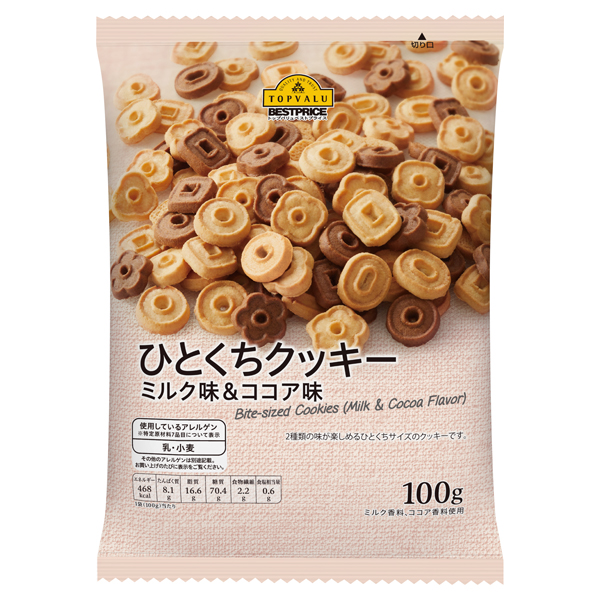 ▲
切り口
QUALITY AND TASTE
TOPVALU
BESTPRICE
トップバリュベストプライス
ひとくちクッキー
ミルク味&ココア味
Bite-sized Cookies (Milk & Cocoa Flavor)
2種類の味が楽しめるひとくちサイズのクッキーです。
使用しているアレルゲン
※特定原材料7品目について表示
乳・小麦
その他のアレルゲンは別途記載。
お買い上げのたびに表示をご覧ください。
エネルギー たんぱく質 脂質 糖質 食物繊維 食塩相当量
468 kcal 8.1 g 16.6 g 70.4 g 2.2 g 0.6 g
1袋(100g)当たり
100g
ミルク香料、ココア香料使用